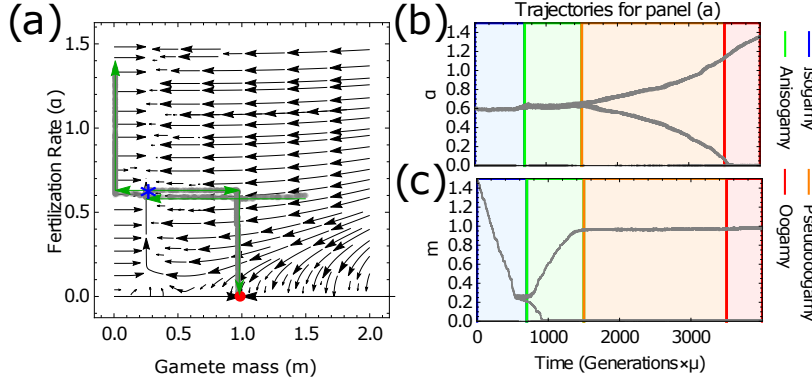 (a)
1.5
1.0
0.5
0.0
Fertilization Rate (α)
0.0 0.5 1.0 1.5 2.0
Gamete mass (m)
(b)
Trajectories for panel (a)
1.4
1.2
1.0
0.8
0.6
0.4
0.2
0.0
α
(c)
1.4
1.2
1.0
0.8
0.6
0.4
0.2
0.0
m
0 1000 2000 3000
Time (Generations×μ)
Isogamy
Anisogamy
Pseudooogamy
Oogamy